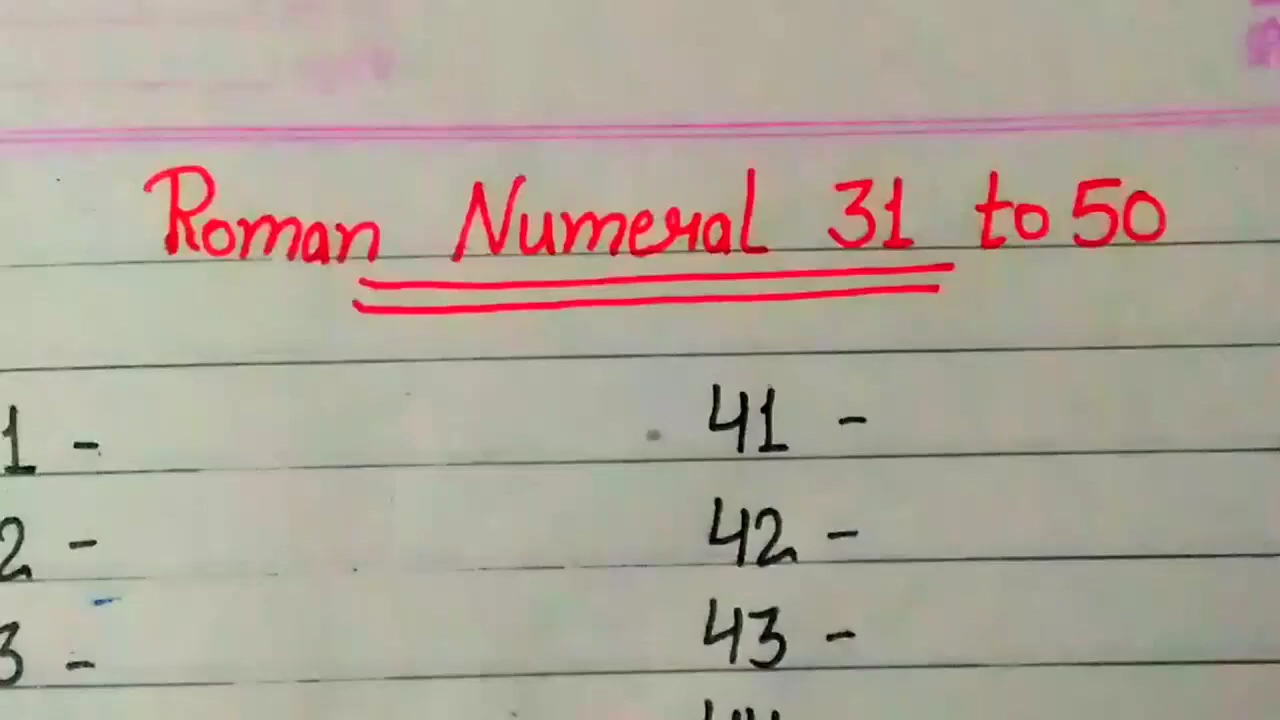 Roman Numeral 31 to 50
1 - 41 -
2 - 42 -
3 - 43 -